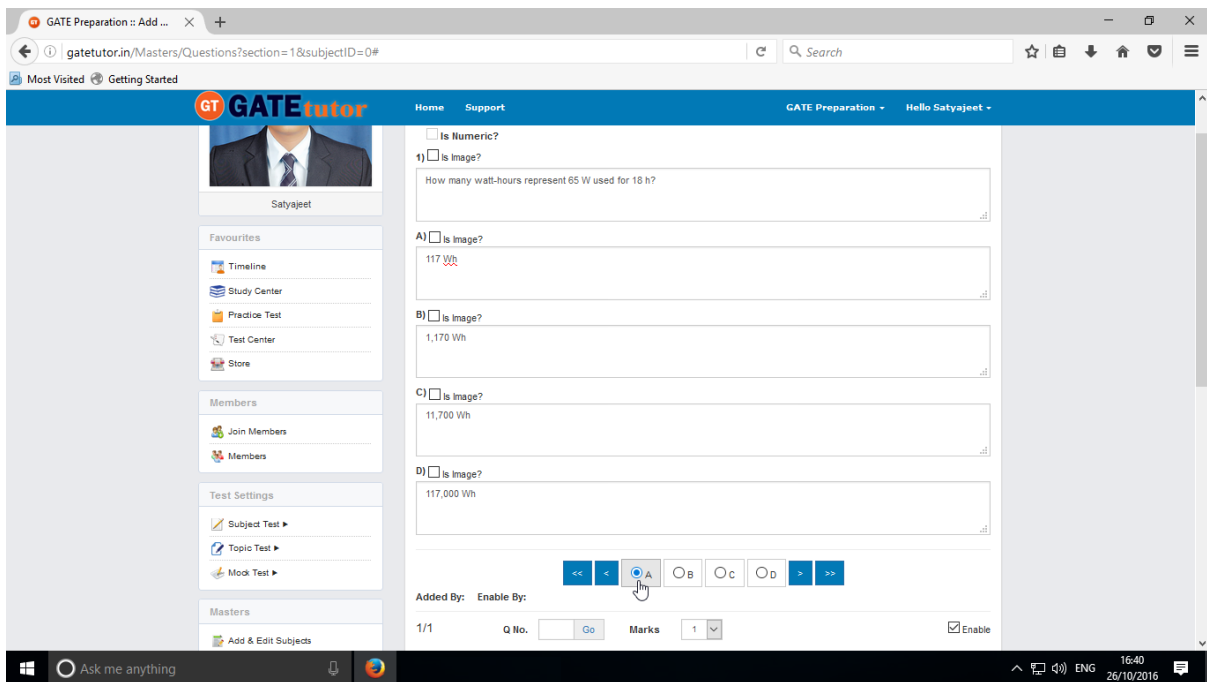 GATE Preparation :: Add ...
gatetutor.in/Masters/Questions?section=1&subjectID=0#
Search
Most Visited Getting Started
GT GATEtutor Home Support GATE Preparation Hello Satyajeet
Is Numeric?
1) Is Image?
How many watt-hours represent 65 W used for 18 h?
Satyajeet
A) Is Image?
117 Wh
Favourites
Timeline
Study Center
Practice Test
Test Center
Store
B) Is Image?
1,170 Wh
C) Is Image?
11,700 Wh
Members
Join Members
Members
D) Is Image?
117,000 Wh
Test Settings
Subject Test
Topic Test
Mock Test
<< < A B C D > >>
Added By: Enable By:
Masters
Add & Edit Subjects
1/1 Q No. Go Marks 1 Enable
Ask me anything
ENG 16:40
26/10/2016